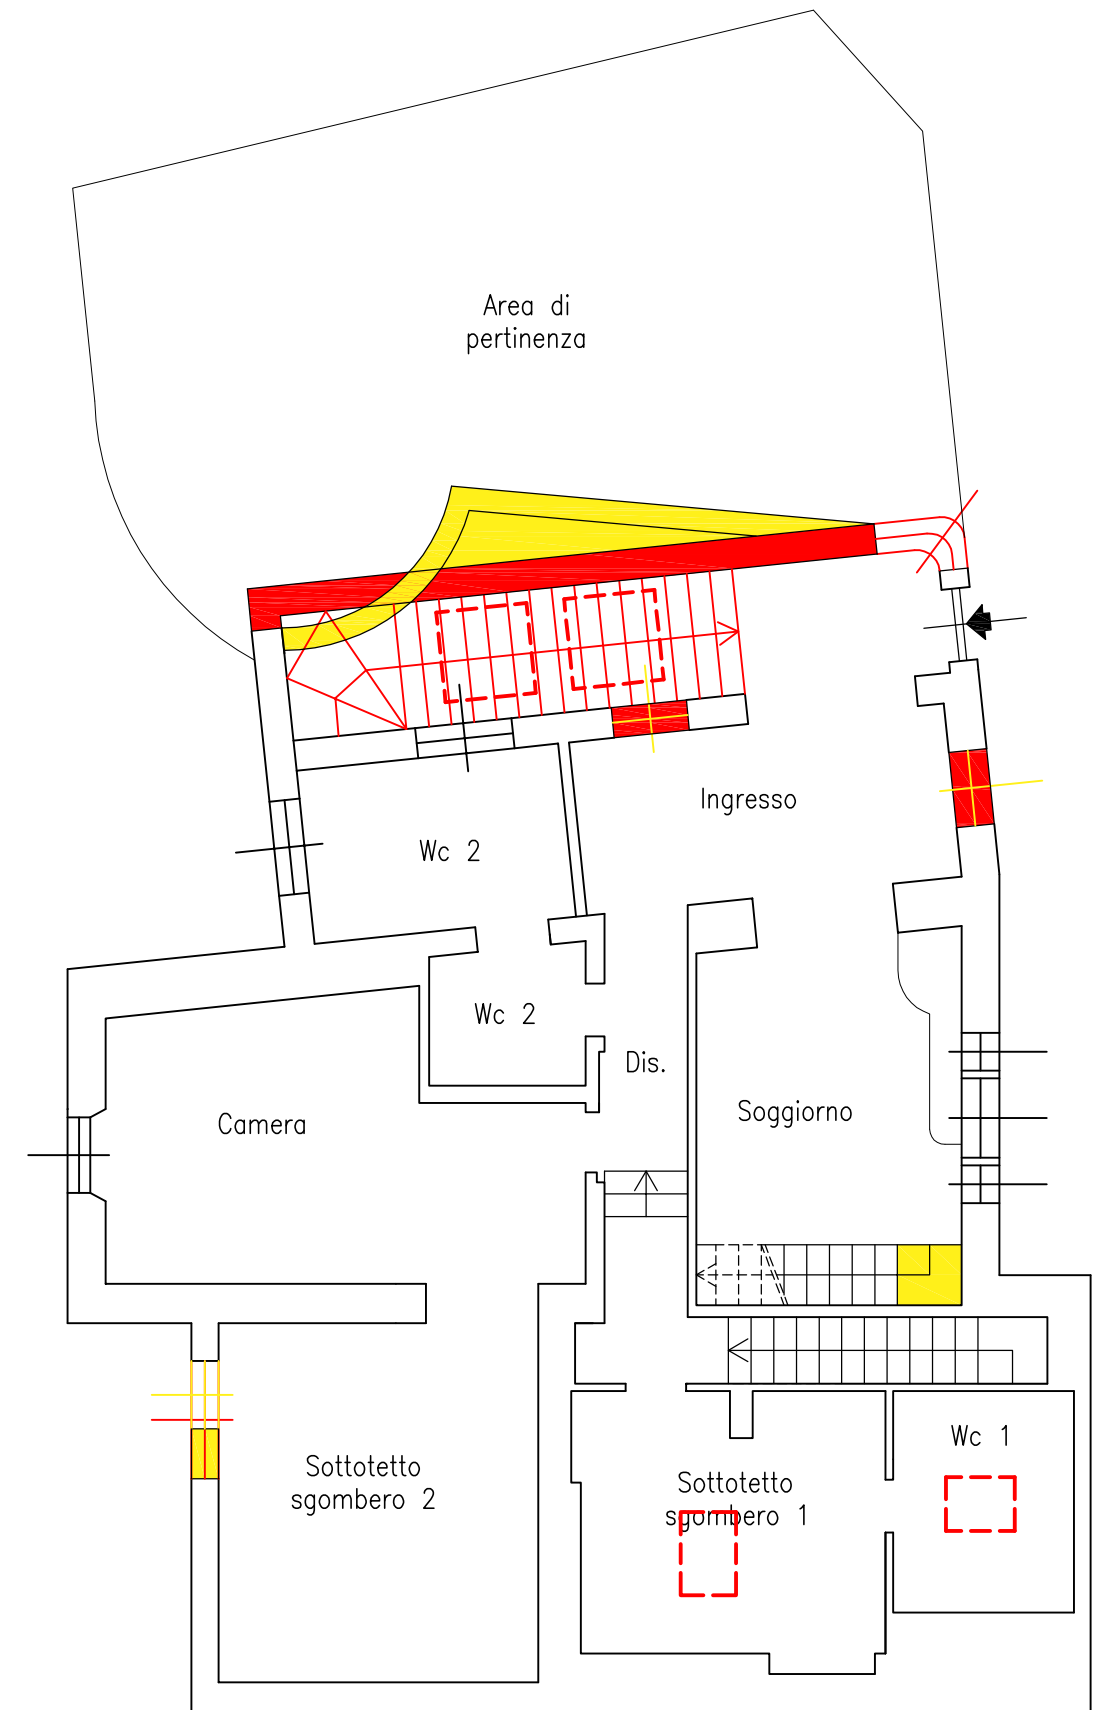 Area di
pertinenza
Ingresso
Wc 2
Wc 2
Dis.
Soggiorno
Camera
Wc 1
Sottotetto
sgombero 2
Sottotetto
sgombero 1